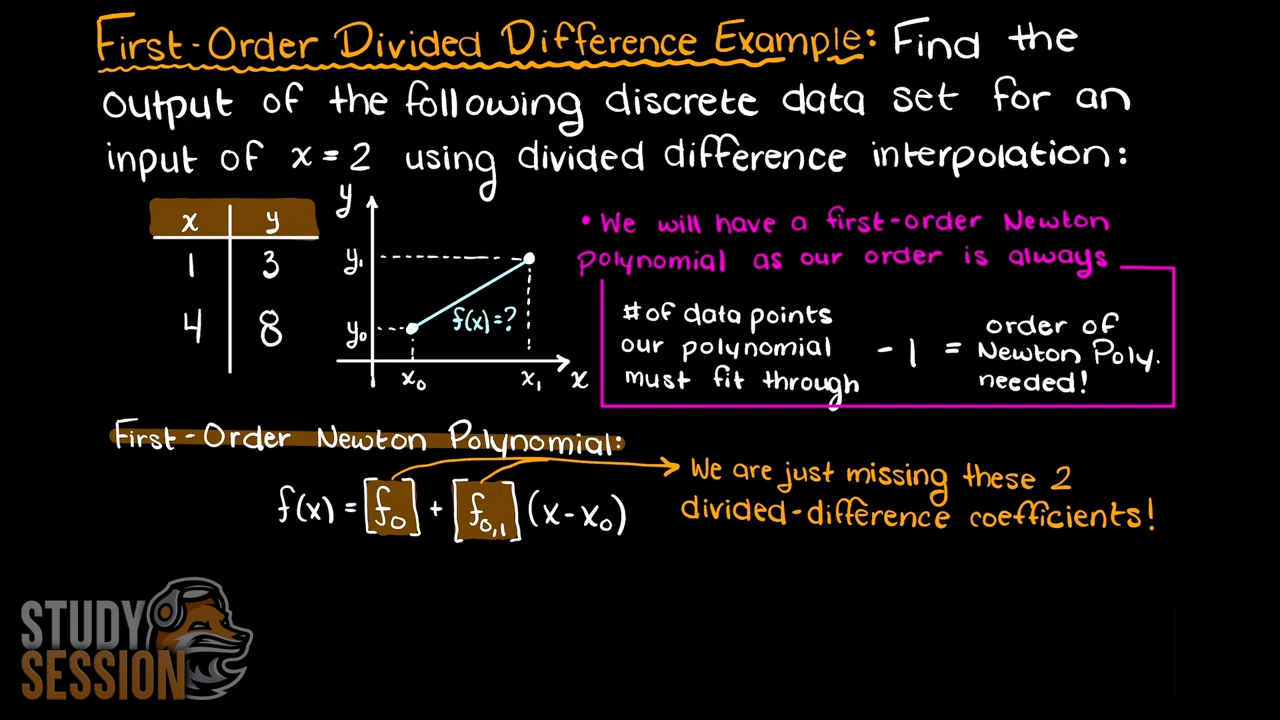 First-Order Divided Difference Example: Find the
output of the following discrete data set for an
input of x = 2 using divided difference interpolation:
x y
1 3
4 8
y
y₁
y₀
f(x)=?
x₀ x₁ x
• We will have a first-order Newton
polynomial as our order is always
# of data points
our polynomial
must fit through
- 1 =
order of
Newton Poly.
needed!
First-Order Newton Polynomial:
f(x) = [f₀] + [f₀,₁] (x - x₀)
We are just missing these 2
divided-difference coefficients!
STUDY
SESSION